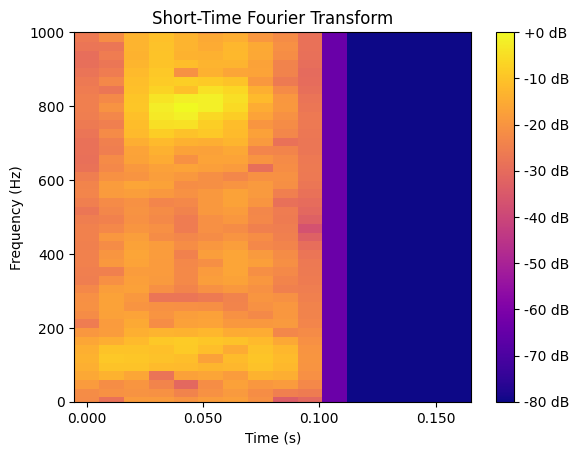 Short-Time Fourier Transform
1000
800
600
400
200
0
Frequency (Hz)
0.000
0.050
0.100
0.150
Time (s)
+0 dB
-10 dB
-20 dB
-30 dB
-40 dB
-50 dB
-60 dB
-70 dB
-80 dB